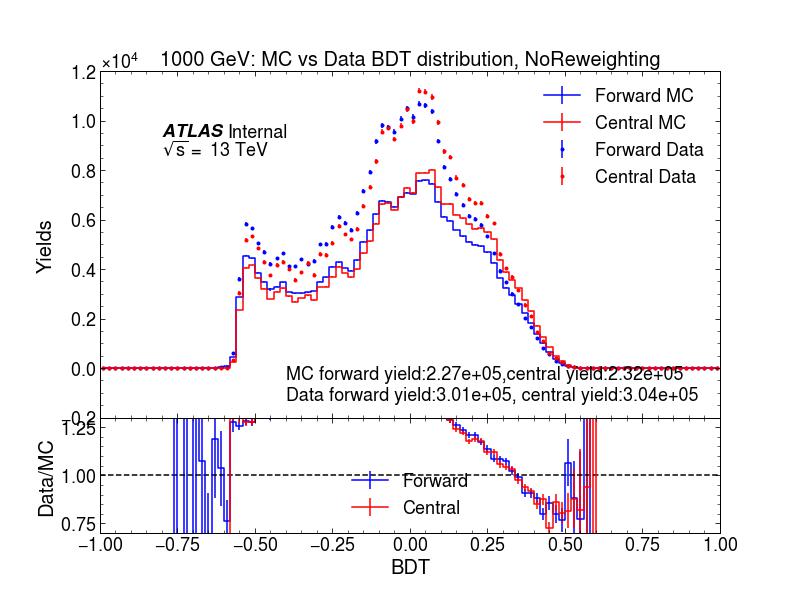 ×10⁴ 1000 GeV: MC vs Data BDT distribution, NoReweighting
1.2
Forward MC
Central MC
Forward Data
Central Data
ATLAS Internal
√s = 13 TeV
1.0
0.8
0.6
0.4
0.2
0.0
Yields
MC forward yield:2.27e+05,central yield:2.32e+05
Data forward yield:3.01e+05, central yield:3.04e+05
0.2
1.25
1.00
0.75
Data/MC
Forward
Central
−1.00 −0.75 −0.50 −0.25 0.00 0.25 0.50 0.75 1.00
BDT